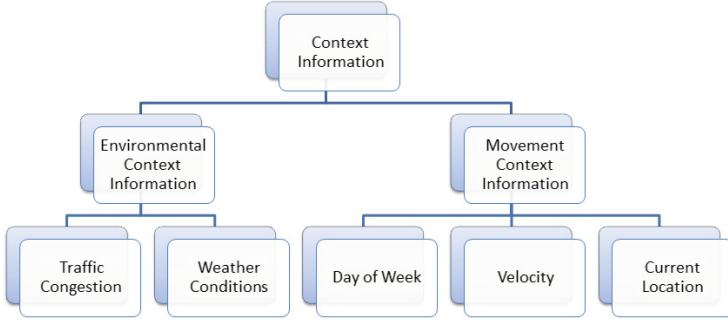 Context
Information
Environmental
Context
Information
Movement
Context
Information
Traffic
Congestion
Weather
Conditions
Day of Week
Velocity
Current
Location